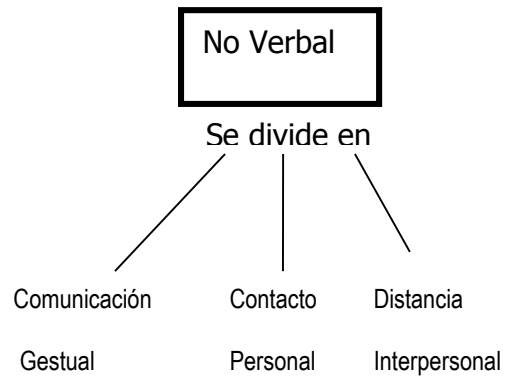 No Verbal
Se divide en
Comunicación Contacto Distancia
Gestual Personal Interpersonal